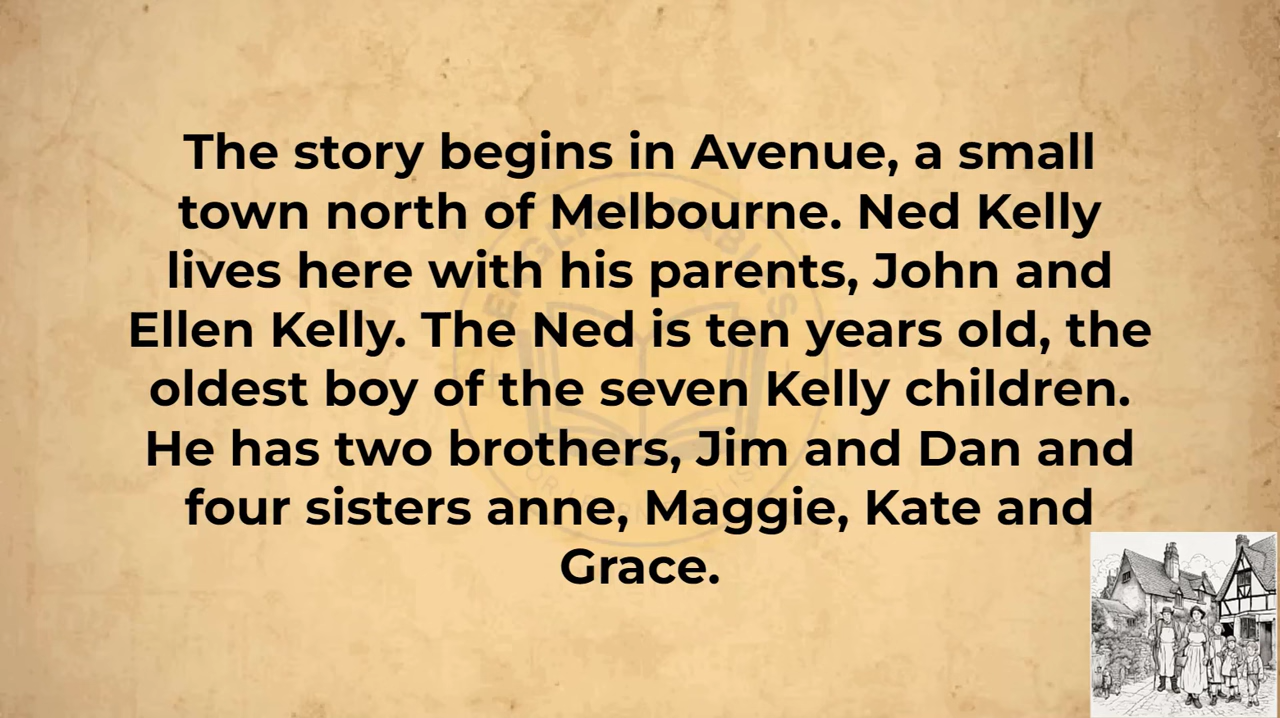 The story begins in Avenue, a small
town north of Melbourne. Ned Kelly
lives here with his parents, John and
Ellen Kelly. The Ned is ten years old, the
oldest boy of the seven Kelly children.
He has two brothers, Jim and Dan and
four sisters anne, Maggie, Kate and
Grace.